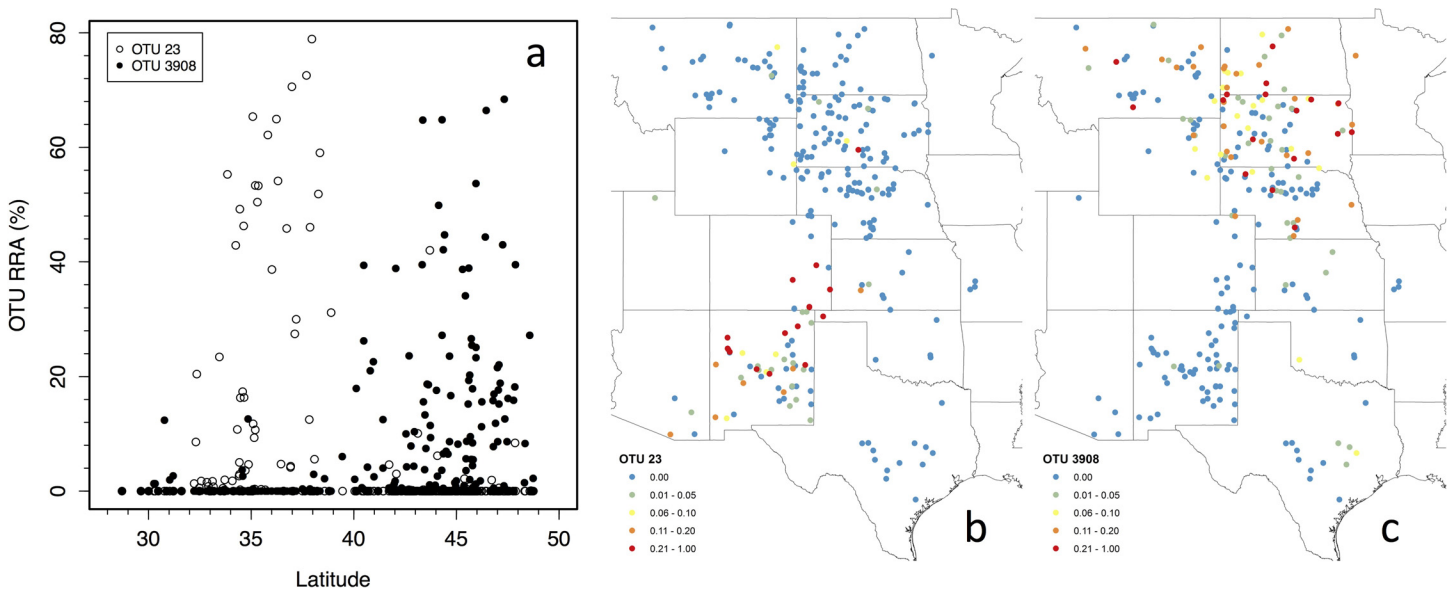 80
60
40
20
0
OTU RRA (%)
OTU 23
OTU 3908
a
30
35
40
45
50
Latitude
OTU 23
0.00
0.01 - 0.05
0.06 - 0.10
0.11 - 0.20
0.21 - 1.00
b
OTU 3908
0.00
0.01 - 0.05
0.06 - 0.10
0.11 - 0.20
0.21 - 1.00
c